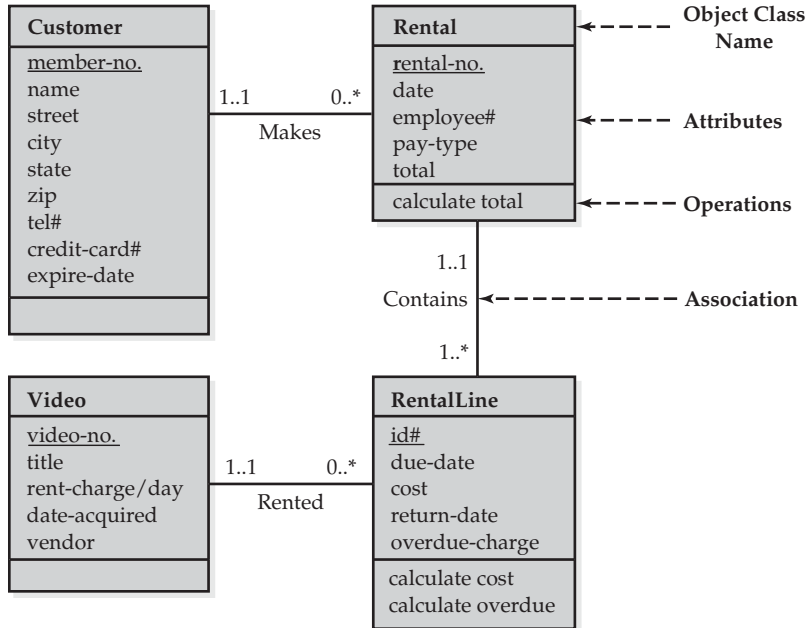 Customer
member-no.
name
street
city
state
zip
tel#
credit-card#
expire-date
1..1
0..*
Makes
Rental
rental-no.
date
employee#
pay-type
total
calculate total
Object Class
Name
Attributes
Operations
1..1
Contains
1..*
Association
Video
video-no.
title
rent-charge/day
date-acquired
vendor
1..1
0..*
Rented
RentalLine
id#
due-date
cost
return-date
overdue-charge
calculate cost
calculate overdue